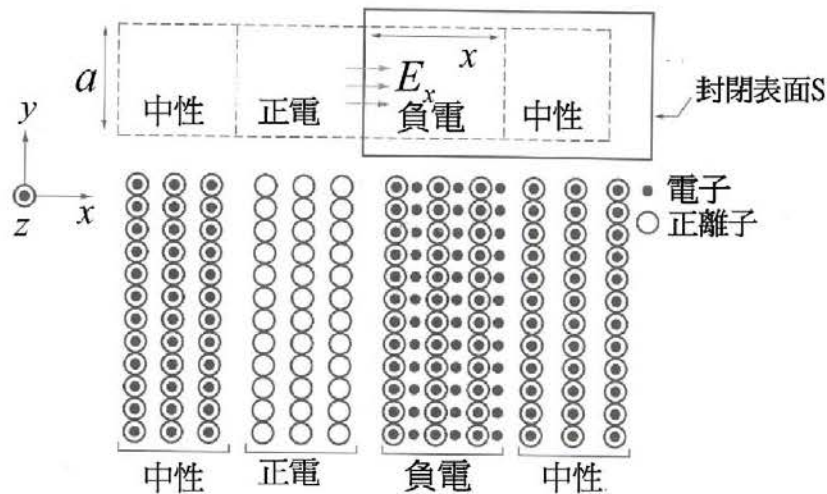 x
a
E_x
中性 正電 負電 中性
封閉表面S
y
z x
電子
正離子
中性 正電 負電 中性